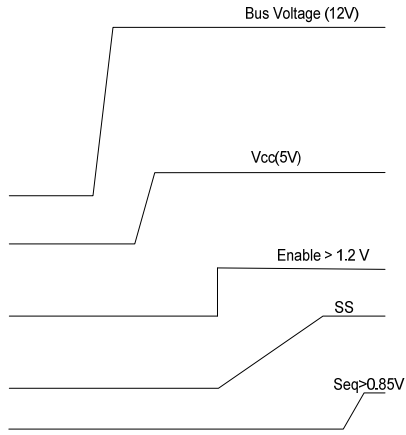 Bus Voltage (12V)
Vcc(5V)
Enable > 1.2 V
SS
Seq>0.85V